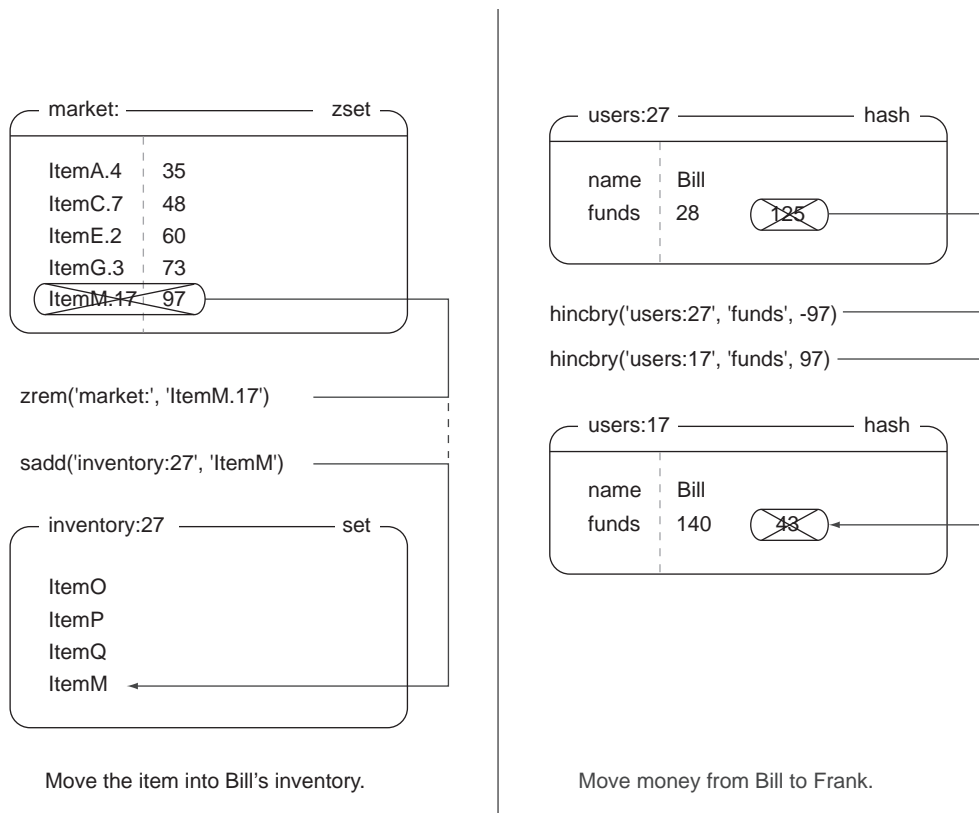 market: zset
ItemA.4 35
ItemC.7 48
ItemE.2 60
ItemG.3 73
ItemM.17 97
zrem('market:', 'ItemM.17')
sadd('inventory:27', 'ItemM')
inventory:27 set
ItemO
ItemP
ItemQ
ItemM
Move the item into Bill's inventory.
users:27 hash
name Bill
funds 28 125
hincbry('users:27', 'funds', -97)
hincbry('users:17', 'funds', 97)
users:17 hash
name Bill
funds 140 43
Move money from Bill to Frank.